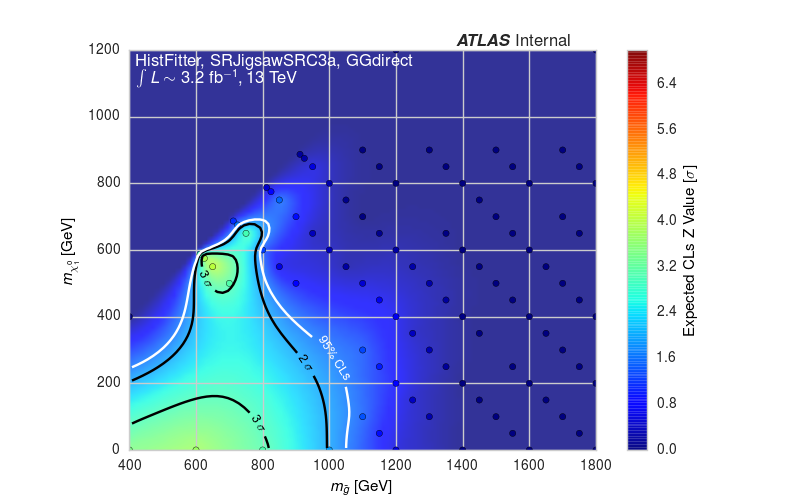 ATLAS Internal
HistFitter, SRJigsawSRC3a, GGdirect
∫ L ∼ 3.2 fb⁻¹, 13 TeV
1200
1000
800
600
400
200
0
m_χ̃₁⁰ [GeV]
3 σ
2 σ
95% CLs
3 σ
400
600
800
1000
1200
1400
1600
1800
m_g̃ [GeV]
6.4
5.6
4.8
4.0
3.2
2.4
1.6
0.8
0.0
Expected CLs Z Value [σ]